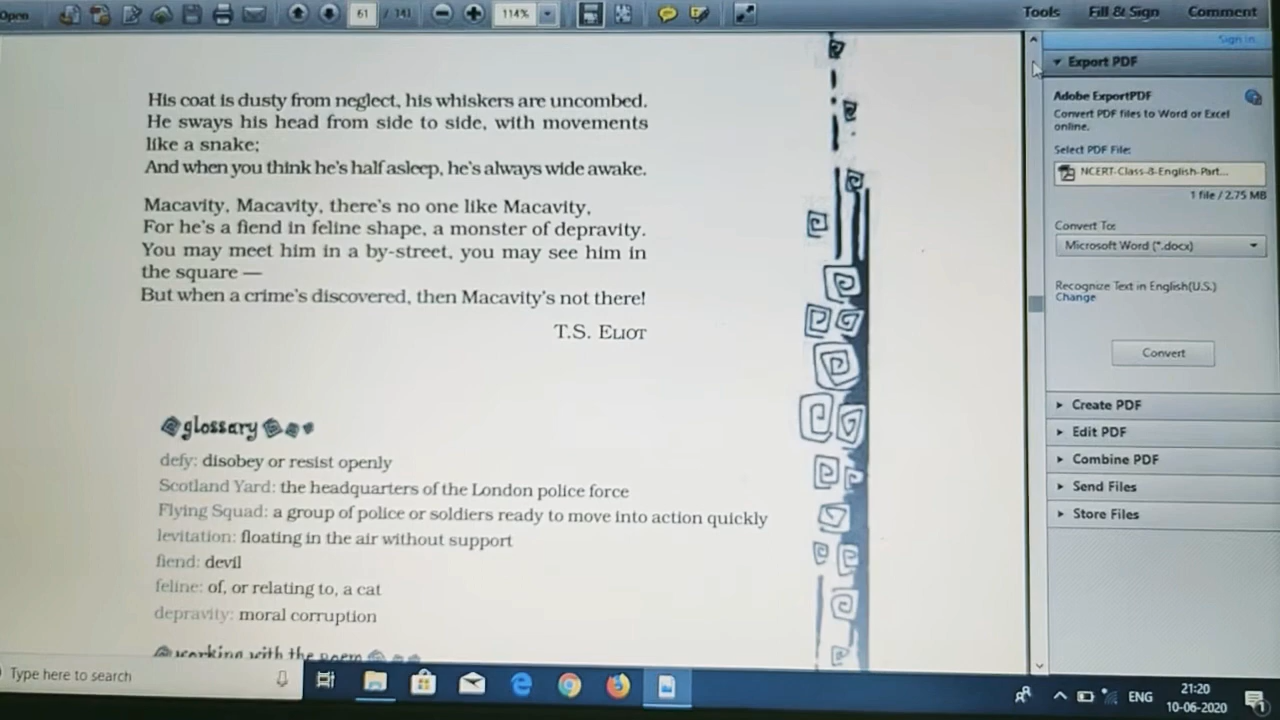 Open
61 / 141
114%
Tools
Fill & Sign
Comment
Sign In
His coat is dusty from neglect, his whiskers are uncombed.
He sways his head from side to side, with movements
like a snake;
And when you think he's half asleep, he's always wide awake.
Macavity, Macavity, there's no one like Macavity,
For he's a fiend in feline shape, a monster of depravity.
You may meet him in a by-street, you may see him in
the square —
But when a crime's discovered, then Macavity's not there!
T.S. ELIOT
glossary
defy: disobey or resist openly
Scotland Yard: the headquarters of the London police force
Flying Squad: a group of police or soldiers ready to move into action quickly
levitation: floating in the air without support
fiend: devil
feline: of, or relating to, a cat
depravity: moral corruption
working with the poem
Export PDF
Adobe ExportPDF
Convert PDF files to Word or Excel
online.
Select PDF File:
NCERT-Class-8-English-Part...
1 file / 2.75 MB
Convert To:
Microsoft Word (*.docx)
Recognize Text in English(U.S.)
Change
Convert
Create PDF
Edit PDF
Combine PDF
Send Files
Store Files
Type here to search
ENG
21:20
10-06-2020
1